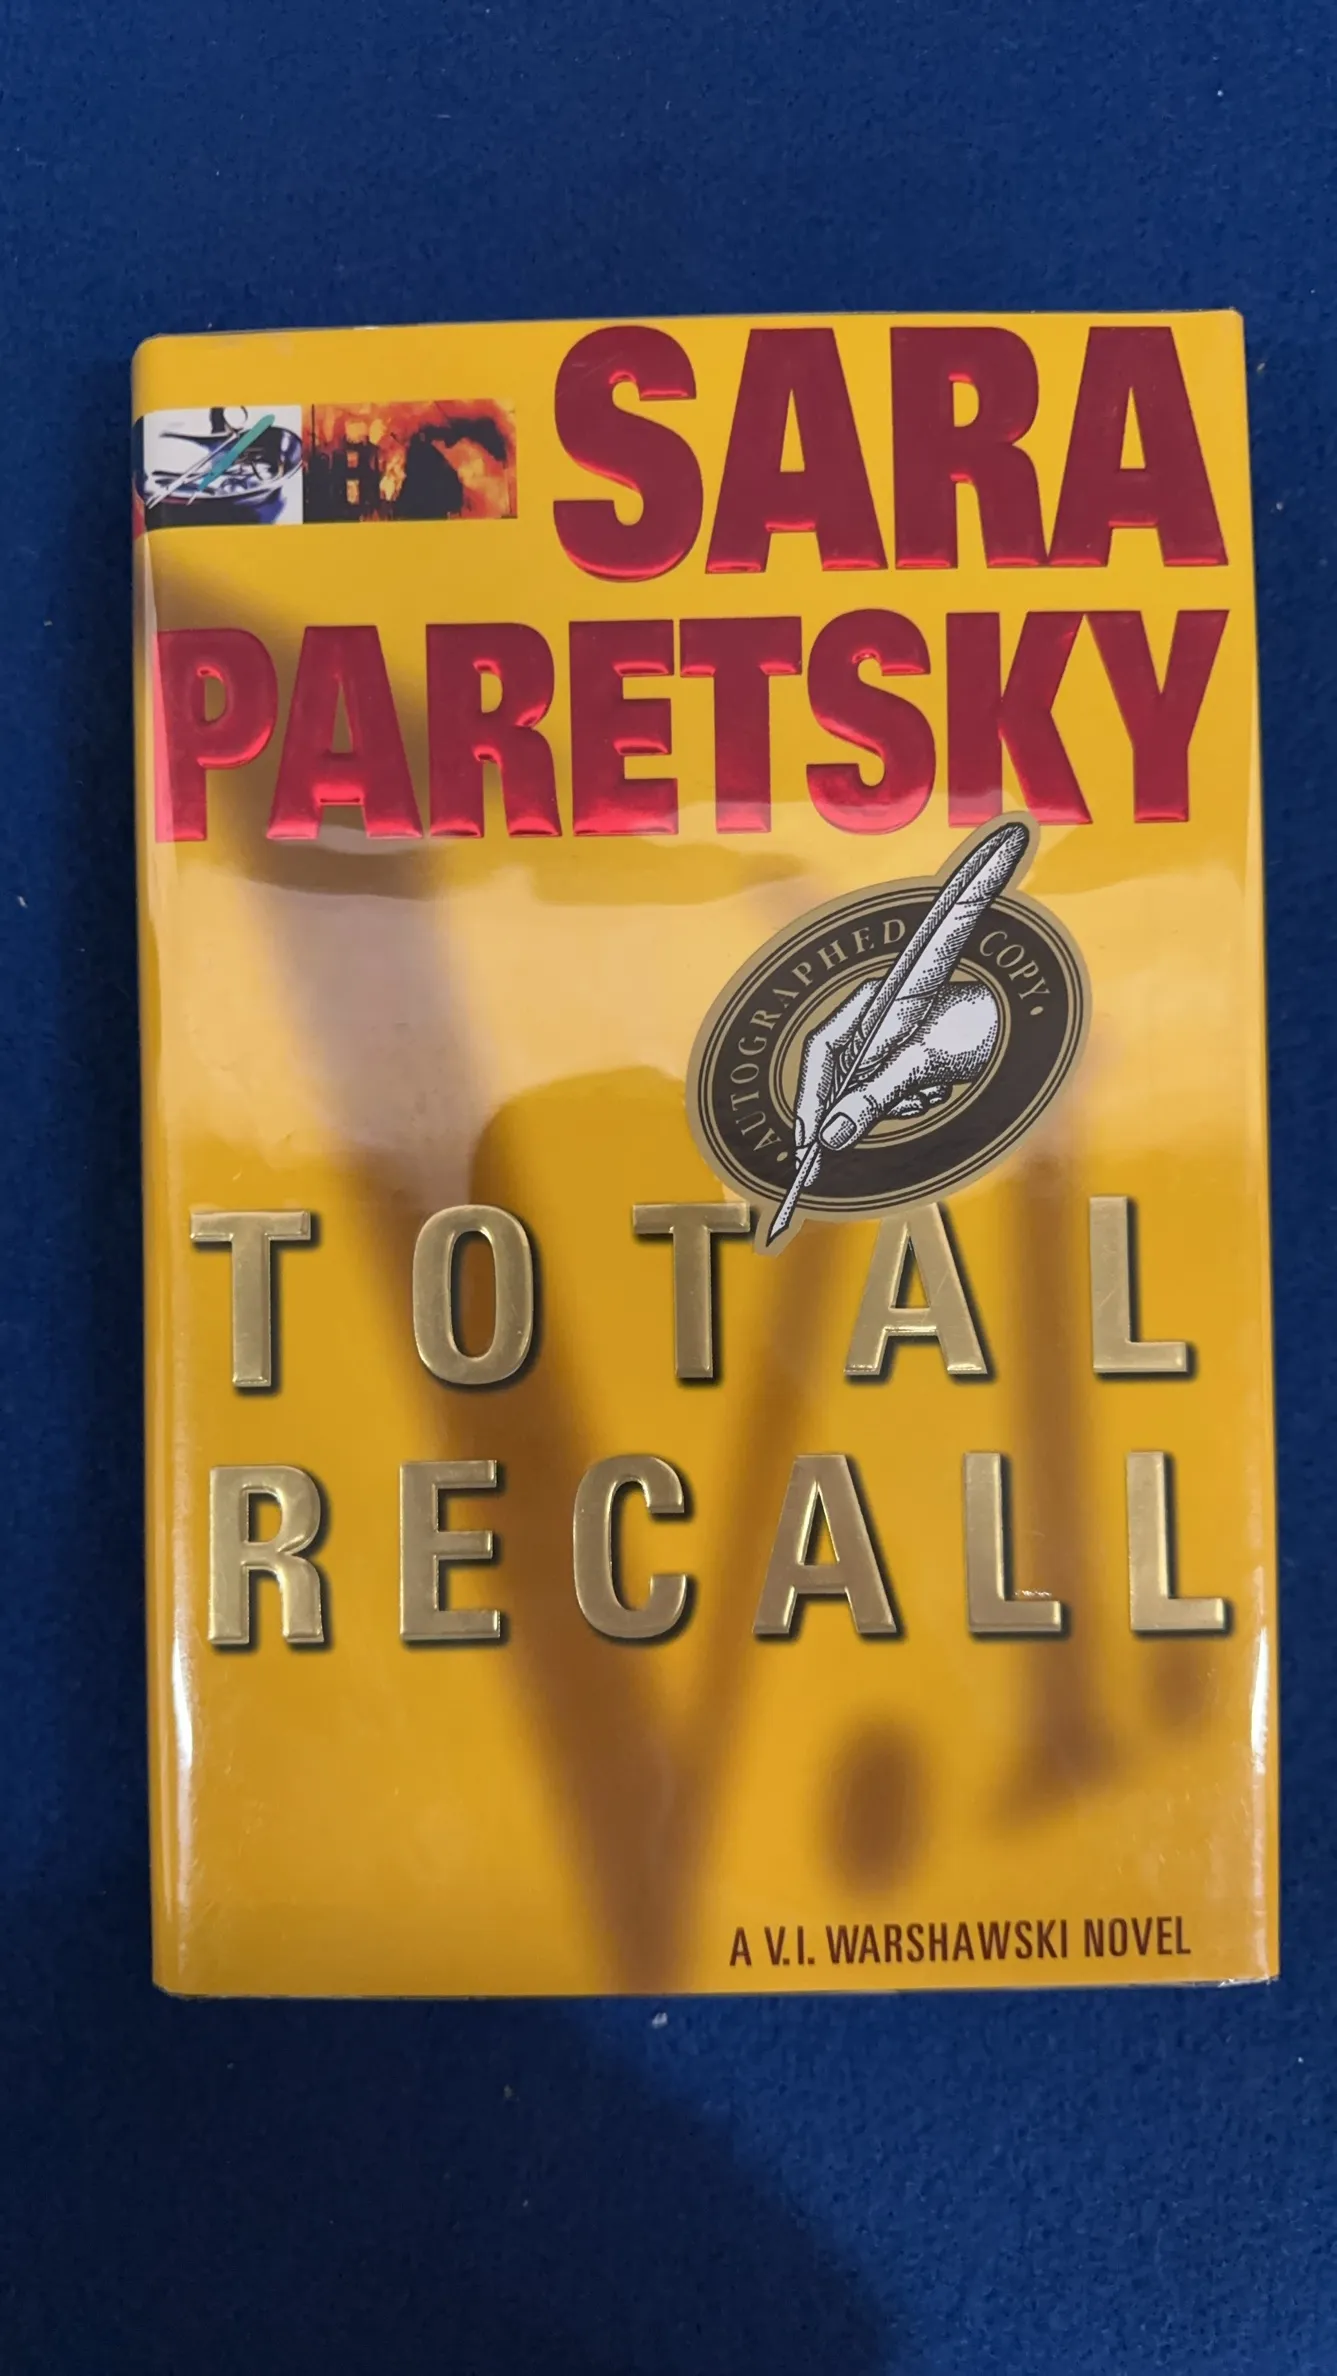 SARA
PARETSKY
AUTOGRAPHED COPY
TOTAL
RECALL
A V.I. WARSHAWSKI NOVEL